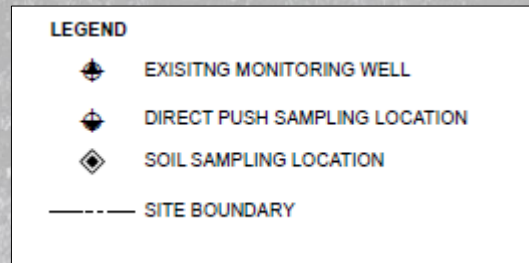 LEGEND
EXISITNG MONITORING WELL
DIRECT PUSH SAMPLING LOCATION
SOIL SAMPLING LOCATION
SITE BOUNDARY